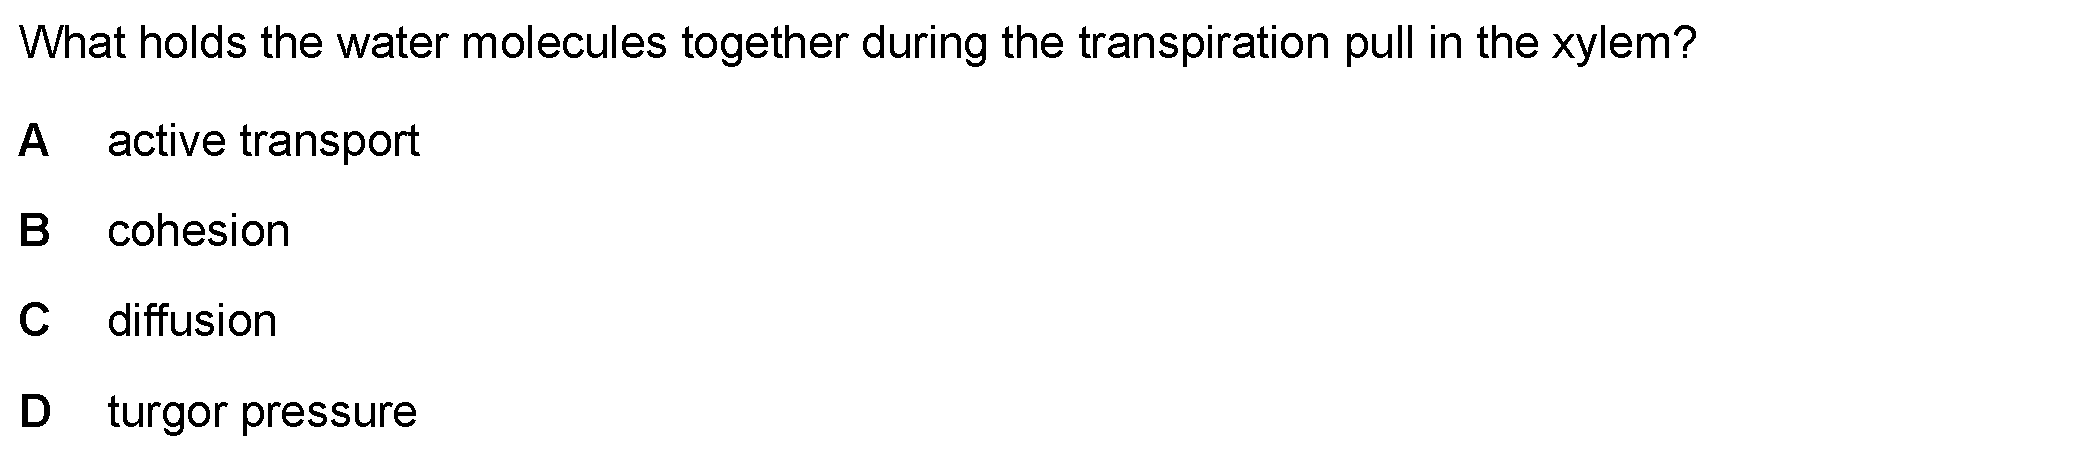 What holds the water molecules together during the transpiration pull in the xylem?
A active transport
B cohesion
C diffusion
D turgor pressure